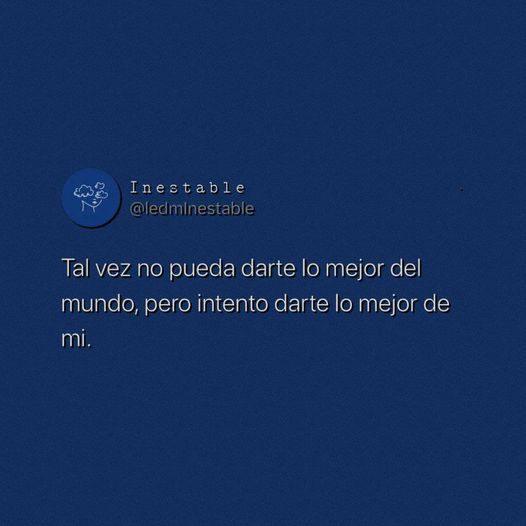 Inestable
@ledmInestable
Tal vez no pueda darte lo mejor del
mundo, pero intento darte lo mejor de
mi.